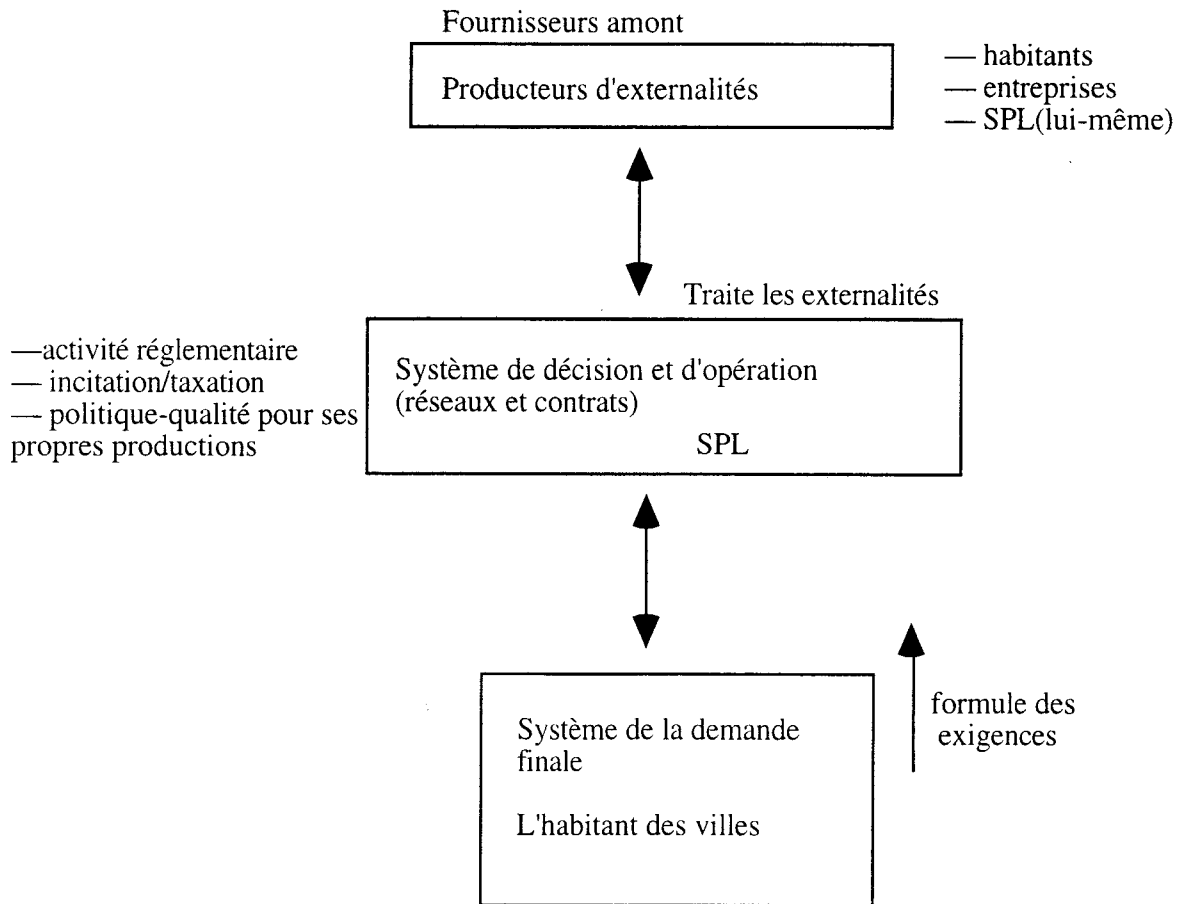 Fournisseurs amont
Producteurs d'externalités
— habitants
— entreprises
— SPL(lui-même)
Traite les externalités
—activité réglementaire
— incitation/taxation
— politique-qualité pour ses
propres productions
Système de décision et d'opération
(réseaux et contrats)
SPL
formule des
exigences
Système de la demande
finale
L'habitant des villes